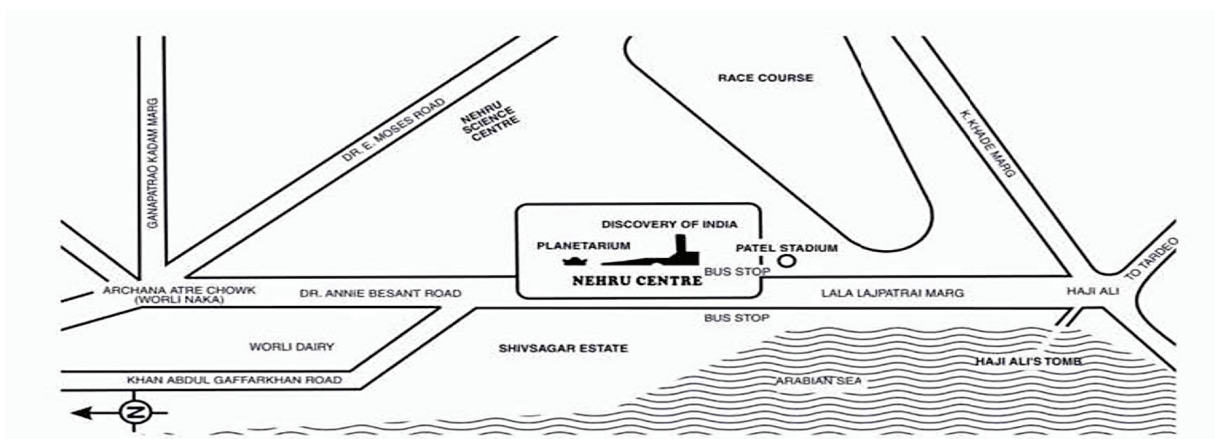 RACE COURSE
GANAPATRAO KADAM MARG
DR. E. MOSES ROAD
NEHRU
SCIENCE
CENTRE
K. KHADE MARG
DISCOVERY OF INDIA
PLANETARIUM
PATEL STADIUM
TO TARDEO
BUS STOP
NEHRU CENTRE
ARCHANA ATRE CHOWK
(WORLI NAKA)
DR. ANNIE BESANT ROAD
LALA LAJPATRAI MARG
HAJI ALI
BUS STOP
WORLI DAIRY
SHIVSAGAR ESTATE
HAJI ALI'S TOMB
KHAN ABDUL GAFFARKHAN ROAD
ARABIAN SEA
N